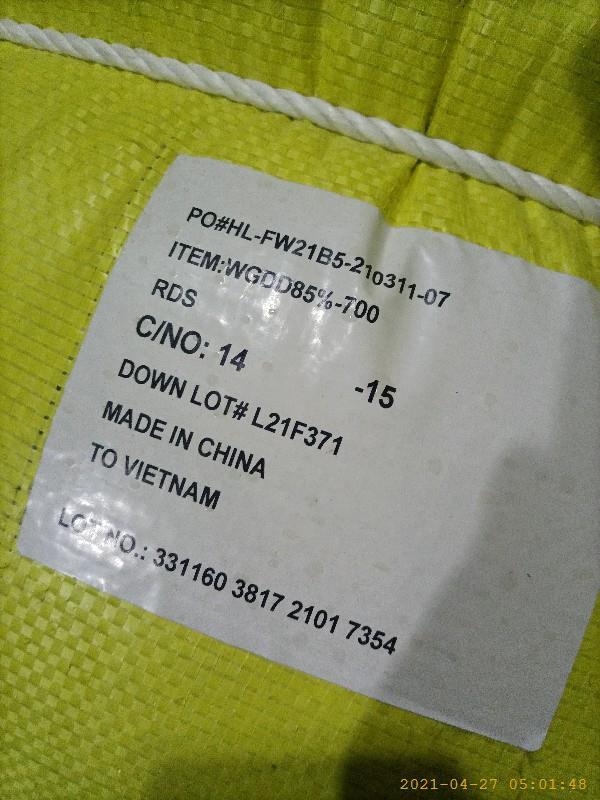 PO#HL-FW21B5-210311-07
ITEM:WGDD85%-700
RDS
C/NO: 14 -15
DOWN LOT# L21F371
MADE IN CHINA
TO VIETNAM
LOT NO.: 331160 3817 2101 7354
2021-04-27 05:01:48